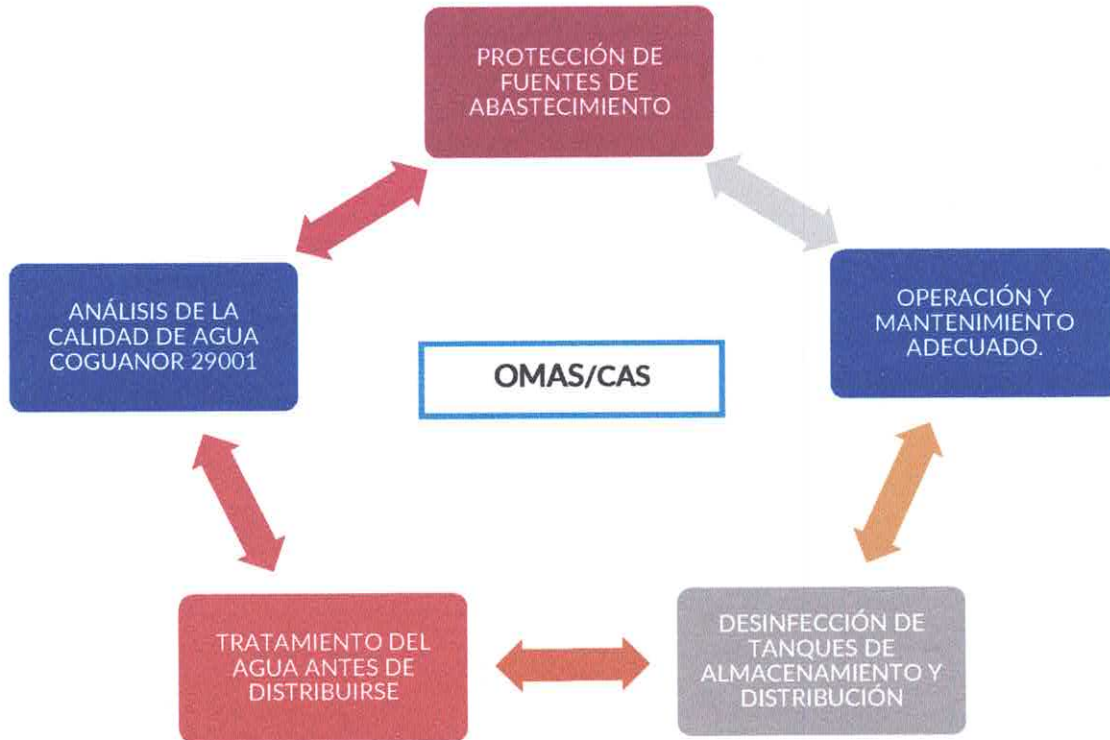 PROTECCIÓN DE
FUENTES DE
ABASTECIMIENTO
ANÁLISIS DE LA
CALIDAD DE AGUA
COGUANOR 29001
OPERACIÓN Y
MANTENIMIENTO
ADECUADO.
OMAS/CAS
TRATAMIENTO DEL
AGUA ANTES DE
DISTRIBUIRSE
DESINFECCIÓN DE
TANQUES DE
ALMACENAMIENTO Y
DISTRIBUCIÓN